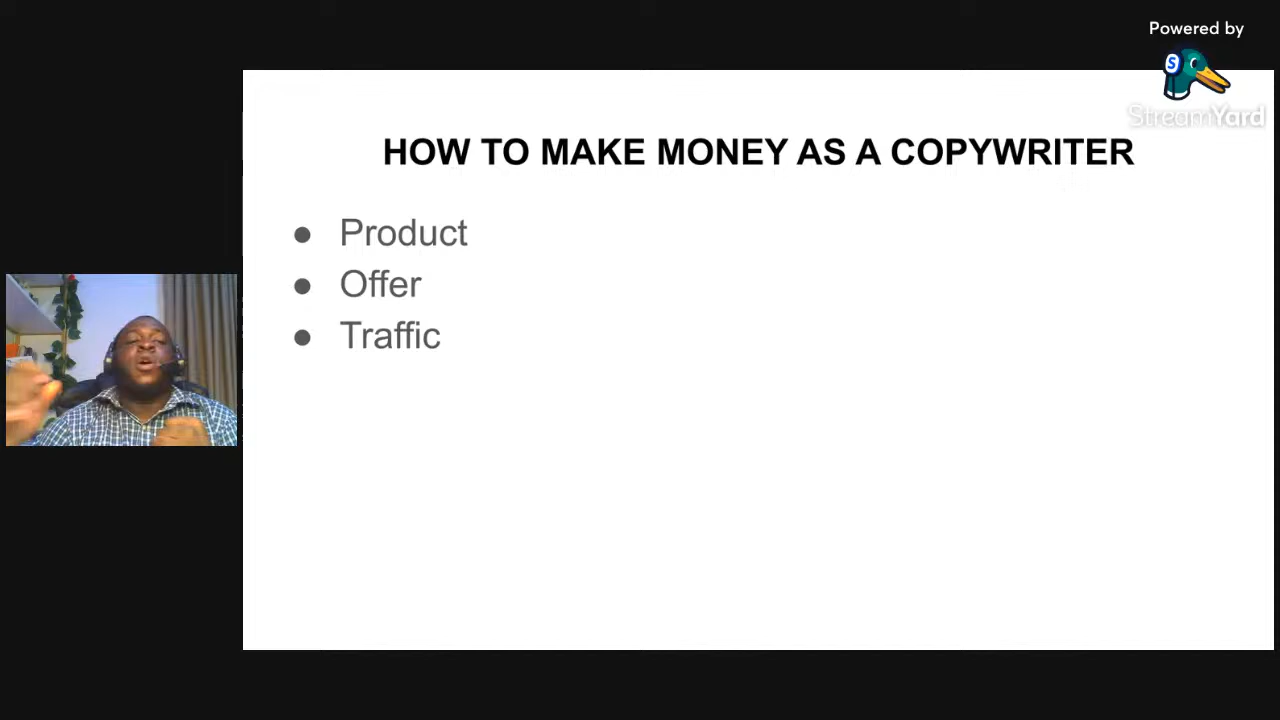 Powered by
S
StreamYard
HOW TO MAKE MONEY AS A COPYWRITER
● Product
● Offer
● Traffic